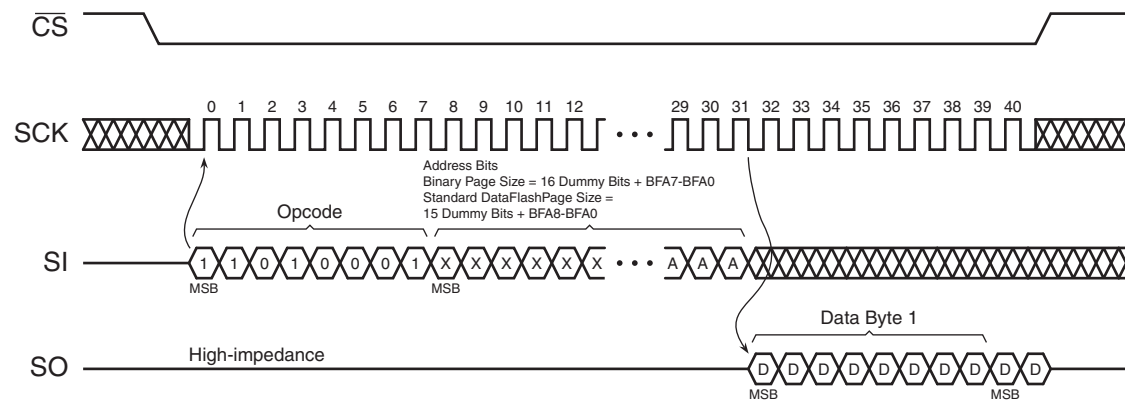 CS
0 1 2 3 4 5 6 7 8 9 10 11 12 29 30 31 32 33 34 35 36 37 38 39 40
SCK
Address Bits
Binary Page Size = 16 Dummy Bits + BFA7-BFA0
Standard DataFlashPage Size =
15 Dummy Bits + BFA8-BFA0
Opcode
SI 1 1 0 1 0 0 0 1 X X X X X X A A A
MSB MSB
Data Byte 1
High-impedance
SO D D D D D D D D D D
MSB MSB